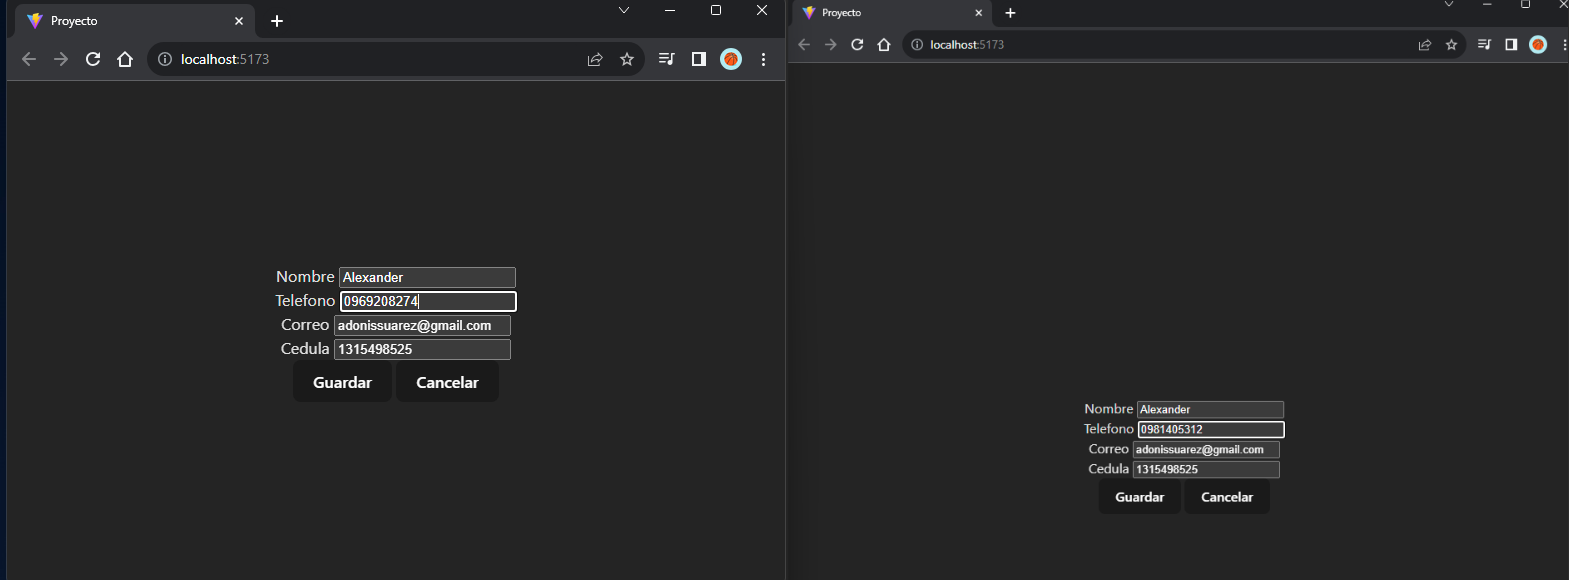 Proyecto
localhost:5173
Nombre Alexander
Telefono 0969208274
Correo adonissuarez@gmail.com
Cedula 1315498525
Guardar Cancelar
Proyecto
localhost:5173
Nombre Alexander
Telefono 0981405312
Correo adonissuarez@gmail.com
Cedula 1315498525
Guardar Cancelar